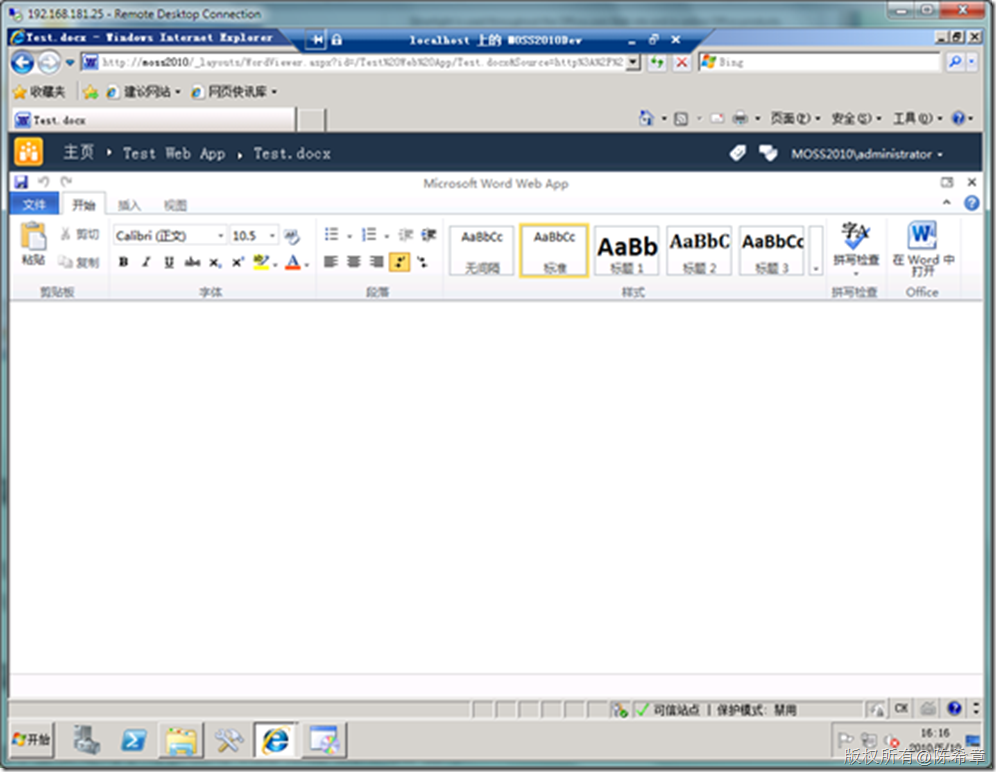 192.168.181.25 - Remote Desktop Connection
Test.docx - Windows Internet Explorer
localhost 上的 MOSS2010Dev
http://moss2010/_layouts/WordViewer.aspx?id=/Test%20Web%20App/Test.docx&Source=http%3A%2F%2
Bing
收藏夹 建议网站 网页快讯库
Test.docx
页面(P) 安全(S) 工具(O)
主页 Test Web App Test.docx
MOSS2010\administrator
Microsoft Word Web App
文件 开始 插入 视图
粘贴 剪切 复制
Calibri (正文) 10.5
B I U abc X, X
AaBbCc 无间隔
AaBbCc 标准
AaBb 标题 1
AaBbC 标题 2
AaBbCc 标题 3
字A 拼写检查
在 Word 中打开
剪贴板 字体 段落 样式 拼写检查 Office
可信站点 | 保护模式: 禁用
CH
开始
16:16
版权所有@陈希章